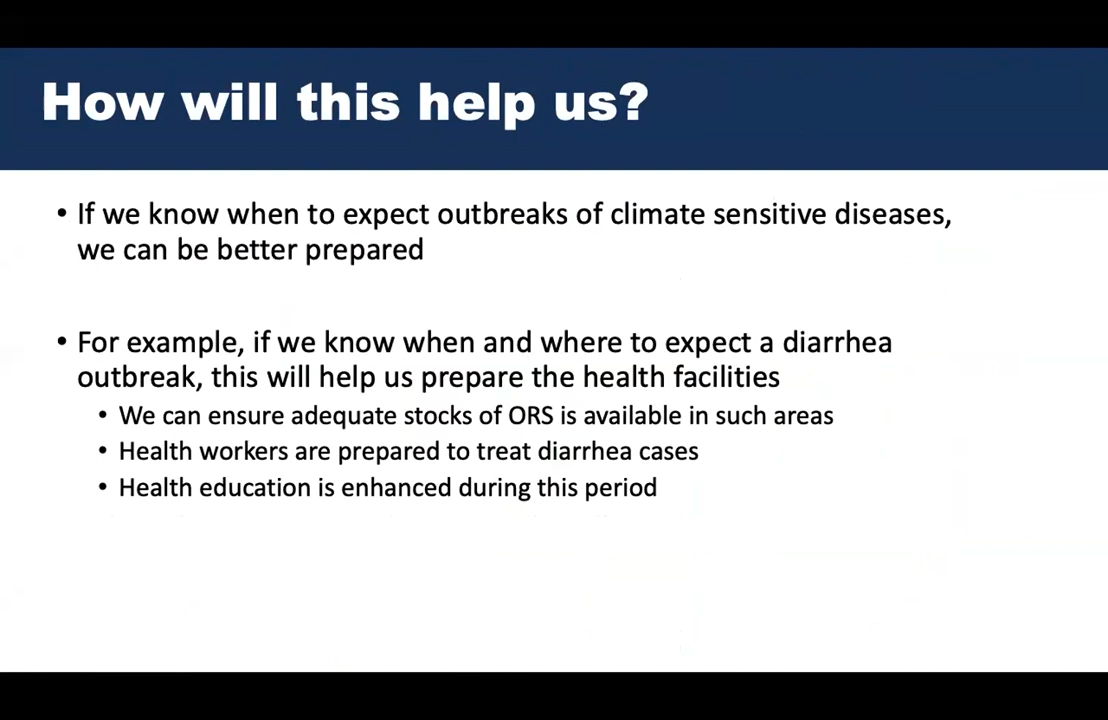 How will this help us?
• If we know when to expect outbreaks of climate sensitive diseases,
we can be better prepared
• For example, if we know when and where to expect a diarrhea
outbreak, this will help us prepare the health facilities
• We can ensure adequate stocks of ORS is available in such areas
• Health workers are prepared to treat diarrhea cases
• Health education is enhanced during this period